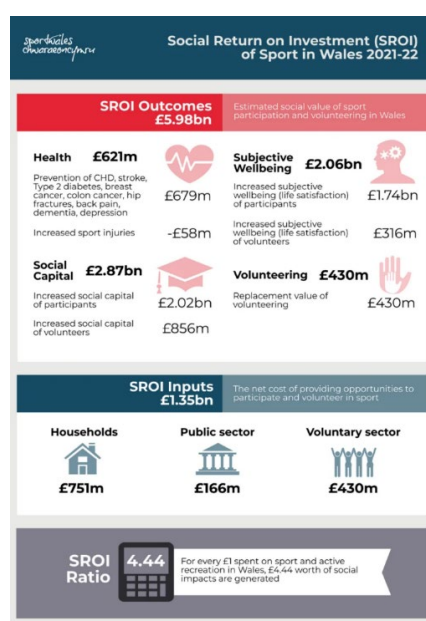 sportwales
chwaraeoncymru
Social Return on Investment (SROI)
of Sport in Wales 2021-22
SROI Outcomes
£5.98bn
Estimated social value of sport
participation and volunteering in Wales
Health £621m
Prevention of CHD, stroke,
Type 2 diabetes, breast
cancer, colon cancer, hip
fractures, back pain,
dementia, depression
£679m
Increased sport injuries
-£58m
Subjective
Wellbeing £2.06bn
Increased subjective
wellbeing (life satisfaction)
of participants
£1.74bn
Increased subjective
wellbeing (life satisfaction)
of volunteers
£316m
Social
Capital £2.87bn
Increased social capital
of participants
£2.02bn
Increased social capital
of volunteers
£856m
Volunteering £430m
Replacement value of
volunteering
£430m
SROI Inputs
£1.35bn
The net cost of providing opportunities to
participate and volunteer in sport
Households
£751m
Public sector
£166m
Voluntary sector
£430m
SROI
Ratio
4.44
For every £1 spent on sport and active
recreation in Wales, £4.44 worth of social
impacts are generated